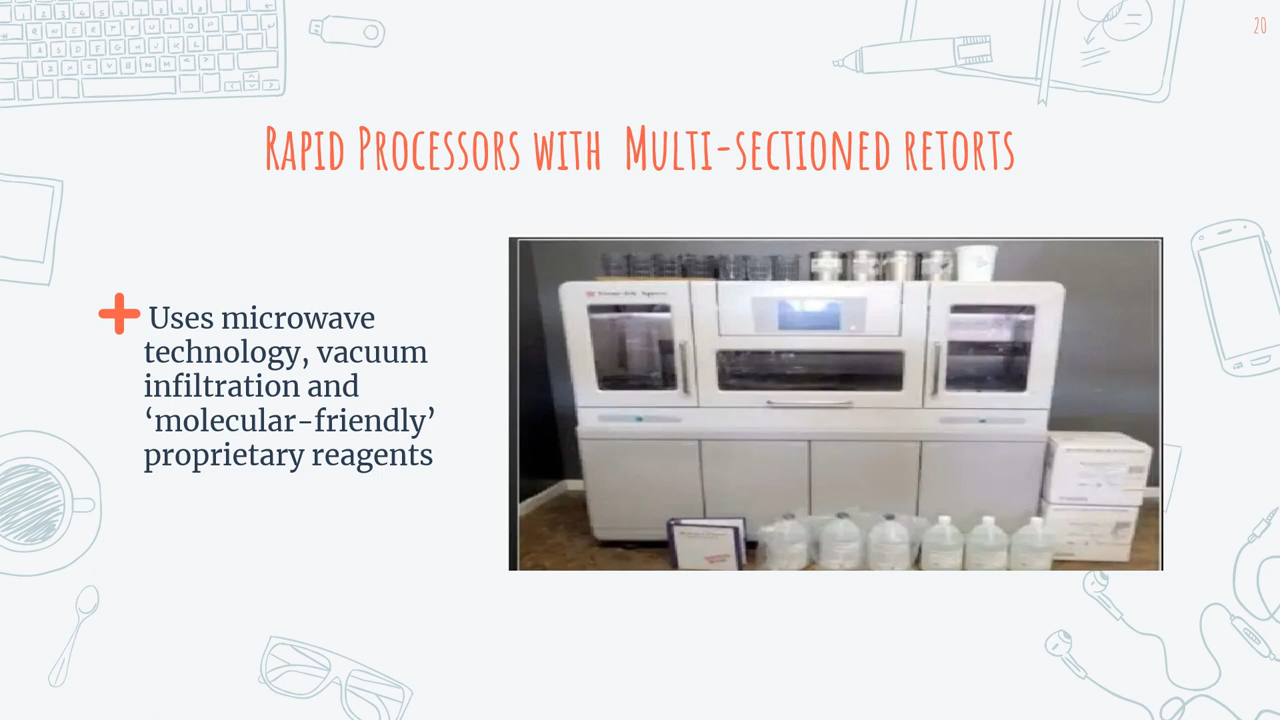 20
Rapid Processors with Multi-sectioned retorts
Uses microwave
technology, vacuum
infiltration and
‘molecular-friendly’
proprietary reagents